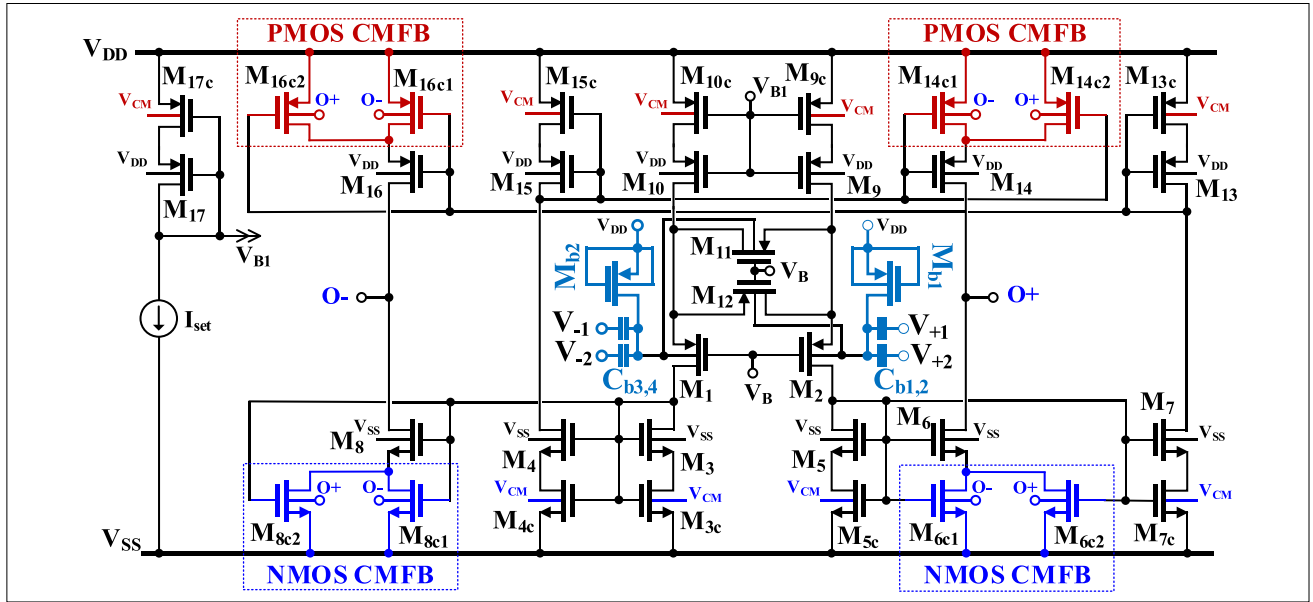 PMOS CMFB PMOS CMFB
V_DD
M_17c M_16c2 M_16c1 M_15c M_10c V_B1 M_9c M_14c1 M_14c2 M_13c
V_CM O+ O- V_CM V_CM V_CM O- O+ V_CM
V_DD V_DD V_DD V_DD V_DD V_DD V_DD
M_17 M_16 M_15 M_10 M_9 M_14 M_13
V_B1
V_DD V_DD
M_b2 M_11 V_B M_b1
M_12
O- O+
I_set
V_-1 V_+1
V_-2 V_+2
C_b3,4 M_1 V_B M_2 C_b1,2
M_8 V_SS V_SS V_SS V_SS M_6 V_SS M_7 V_SS
M_4 M_3 M_5
O+ O- V_CM V_CM V_CM O- O+ V_CM
M_8c2 M_8c1 M_4c M_3c M_5c M_6c1 M_6c2 M_7c
V_SS
NMOS CMFB NMOS CMFB